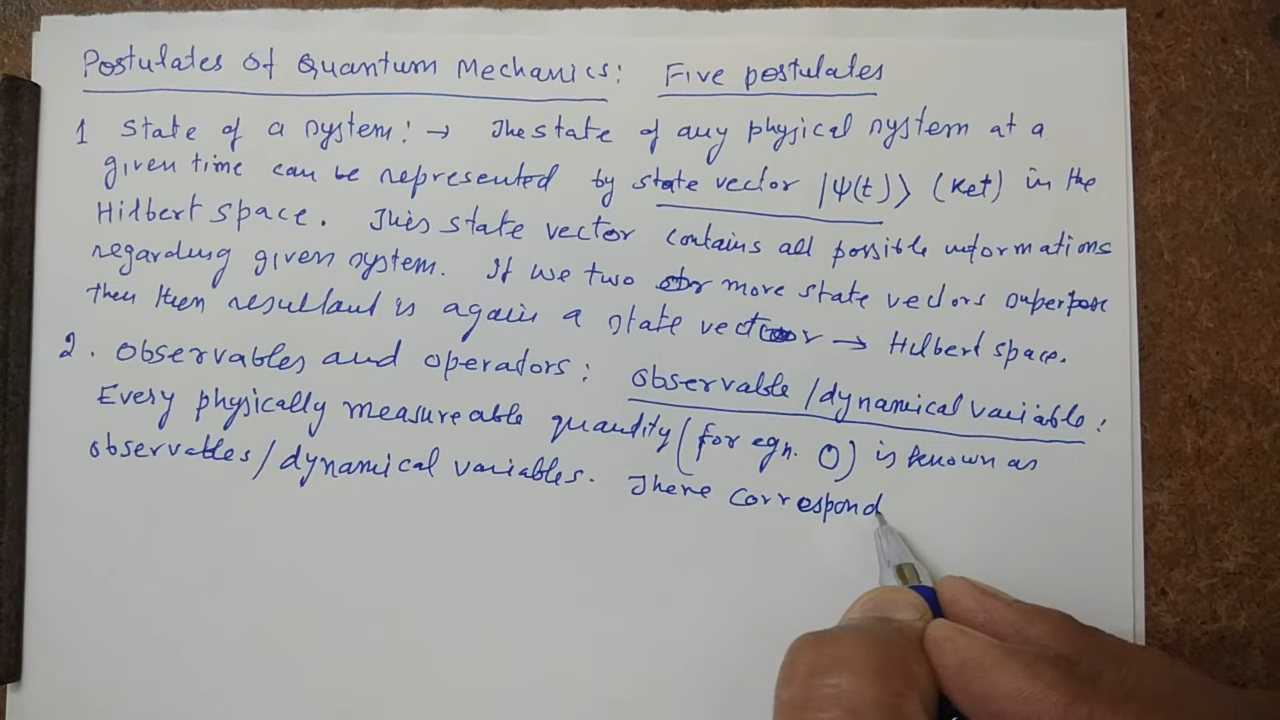 Postulates of Quantum Mechanics: Five postulates
1 State of a system: → The state of any physical system at a
given time can be represented by state vector |Ψ(t)⟩ (Ket) in the
Hilbert space. This state vector contains all possible informations
regarding given system. If we two or more state vectors superpose
then then resultant is again a state vector → Hilbert space.
2. Observables and operators: Observable/dynamical variable:
Every physically measureable quantity (for egn. O) is known as
observables/dynamical variables. There correspond